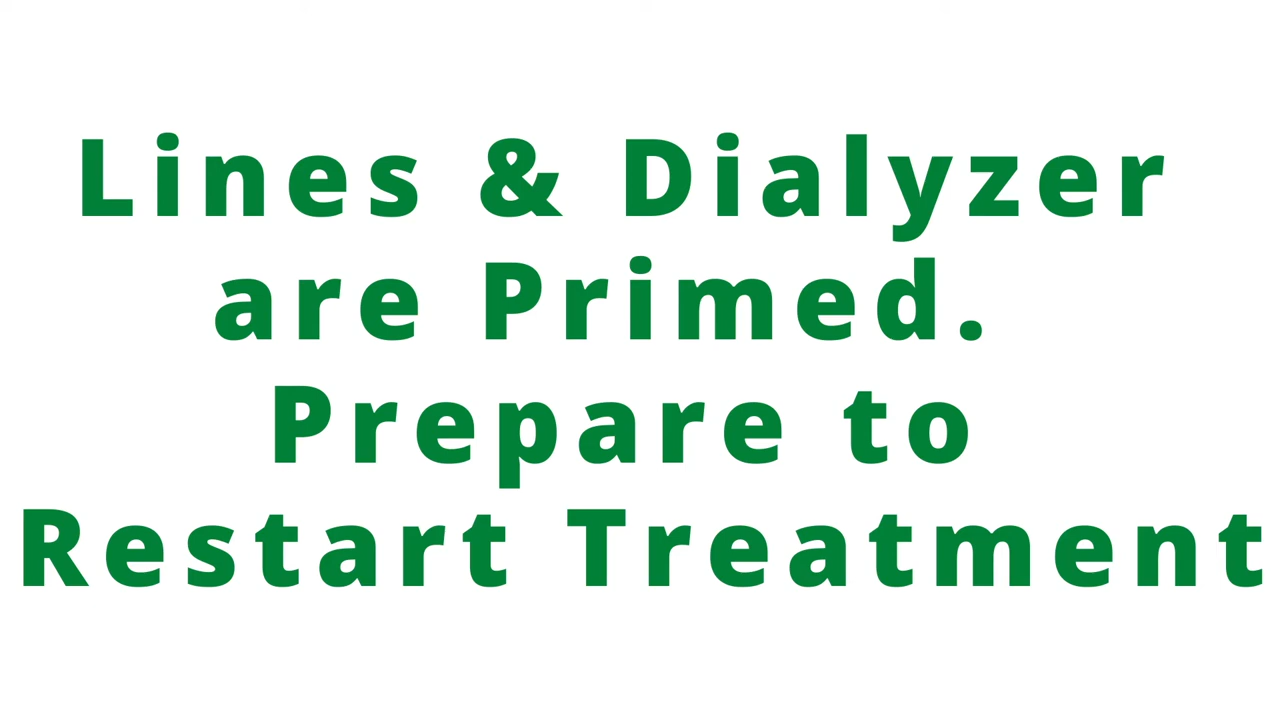 Lines & Dialyzer
are Primed.
Prepare to
Restart Treatment